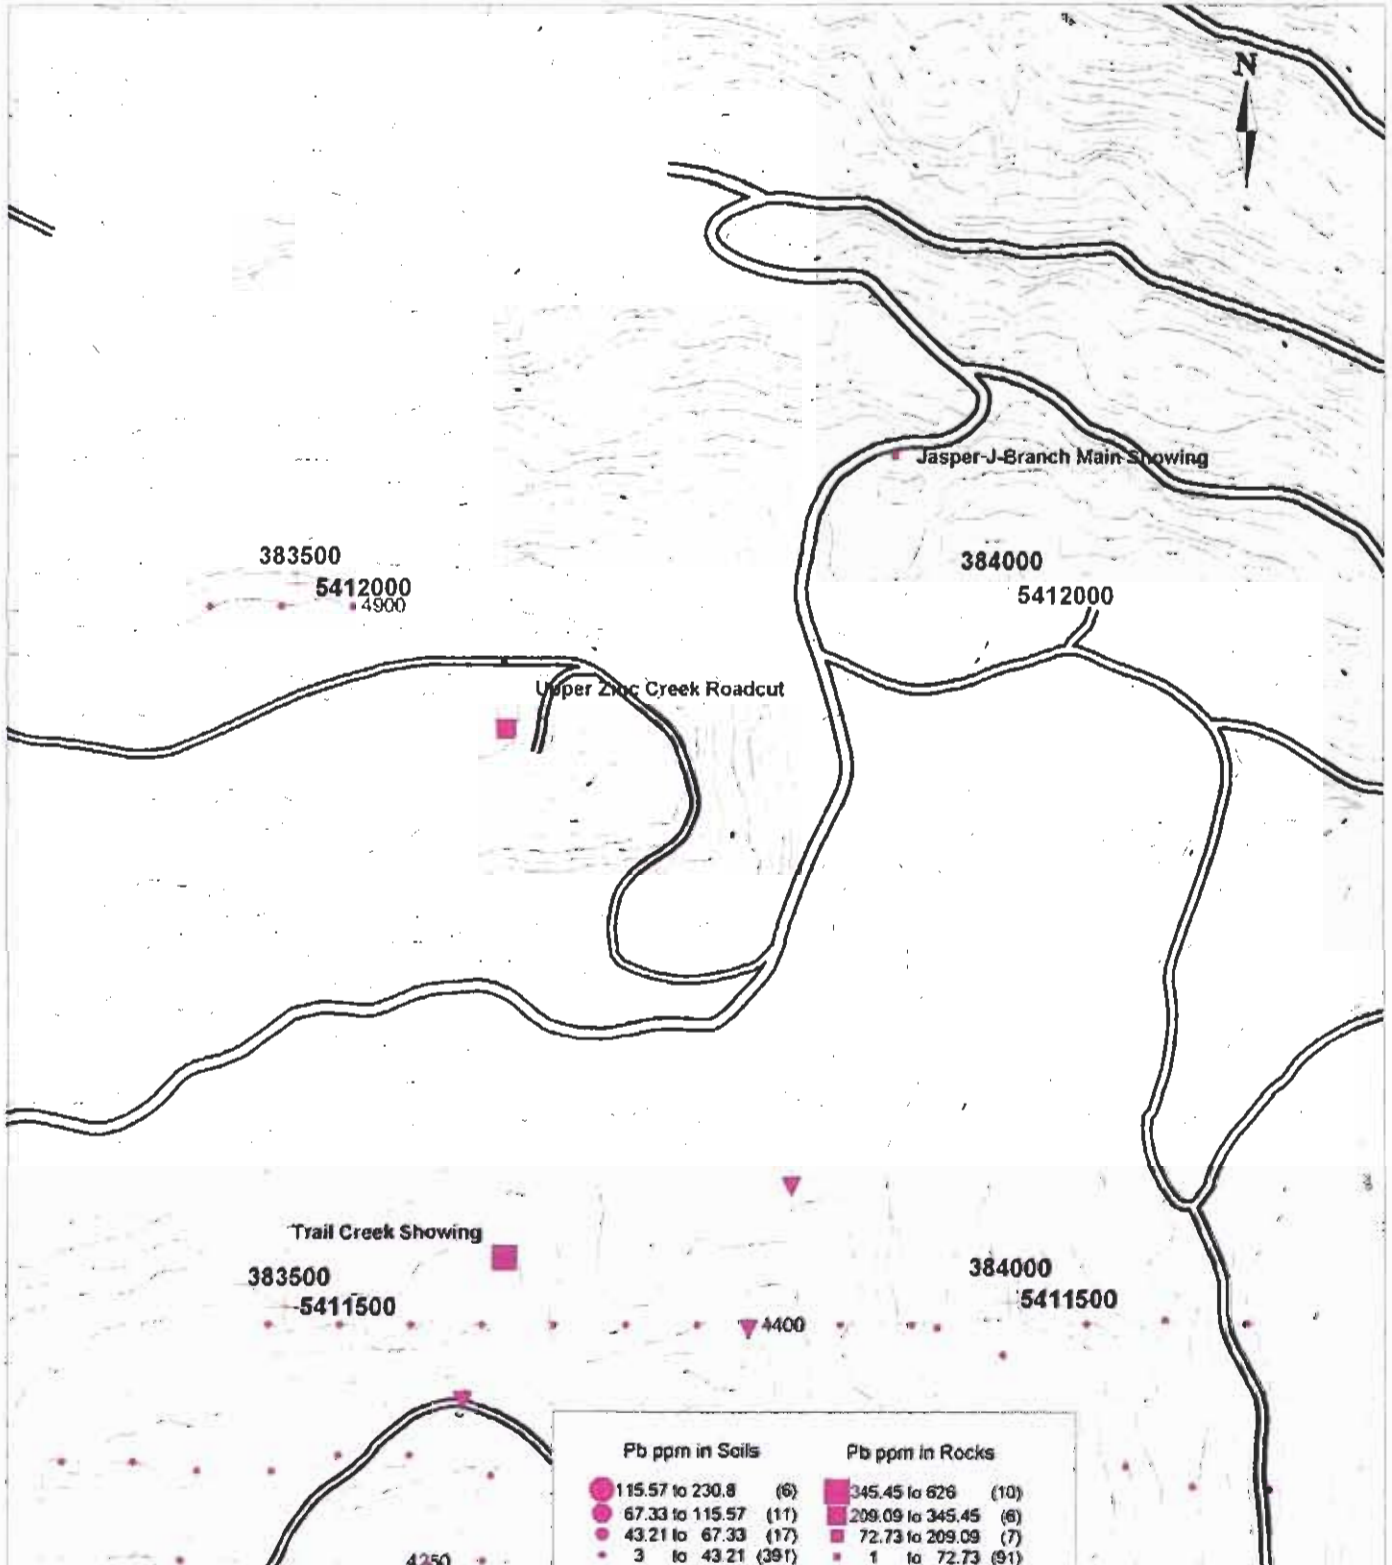 N
Jasper-J-Branch Main Showing
383500
5412000
4900
384000
5412000
Upper Zinc Creek Roadcut
Trail Creek Showing
383500
5411500
384000
5411500
4400
Pb ppm in Soils
115.57 to 230.8 (6)
67.33 to 115.57 (11)
43.21 to 67.33 (17)
3 to 43.21 (391)
Pb ppm in Rocks
345.45 to 626 (10)
209.09 to 345.45 (6)
72.73 to 209.09 (7)
1 to 72.73 (91)
4250